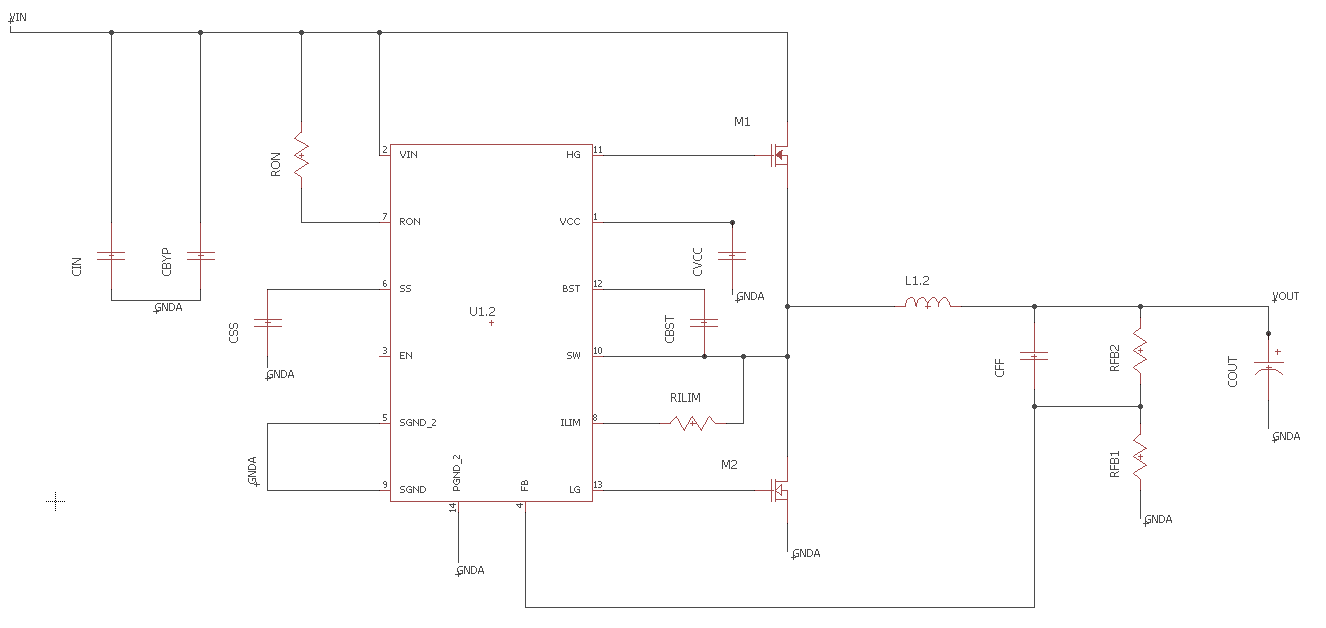 VIN
M1
2
VIN
HG
11
RON
7
RON
VCC
1
CIN
CBYP
CVCC
GNDA
GNDA
6
SS
BST
12
L1.2
VOUT
U1.2
CSS
CBST
3
EN
SW
10
CFF
RFB2
COUT
GNDA
RILIM
5
SGND_2
ILIM
8
GNDA
M2
GNDA
RFB1
9
SGND
PGND_2
FB
LG
13
14
4
GNDA
GNDA
GNDA